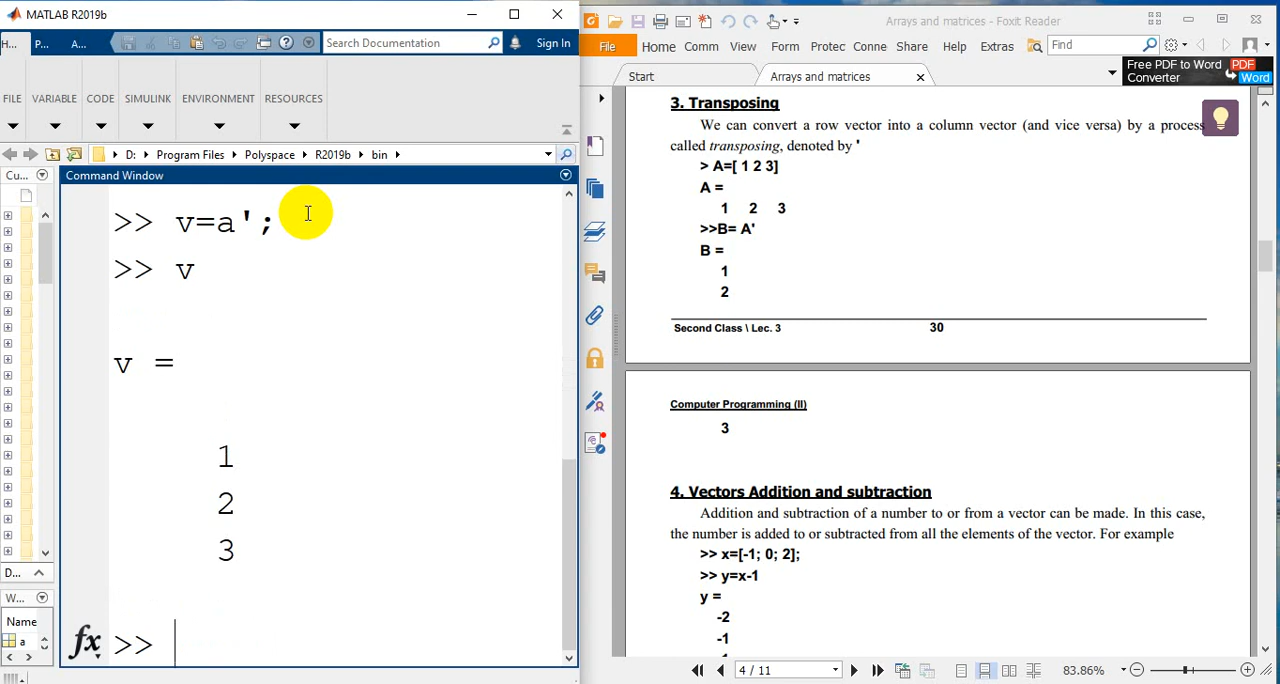 MATLAB R2019b
H...
P...
A...
Search Documentation
Sign In
FILE
VARIABLE
CODE
SIMULINK
ENVIRONMENT
RESOURCES
D:
Program Files
Polyspace
R2019b
bin
Cu...
Command Window
>> v=a';
>> v
v =
1
2
3
fx >>
D...
W...
Name
a
Arrays and matrices - Foxit Reader
File
Home
Comm
View
Form
Protec
Conne
Share
Help
Extras
Find
Start
Arrays and matrices
Free PDF to Word
Converter
PDF
Word
3. Transposing
We can convert a row vector into a column vector (and vice versa) by a process
called transposing, denoted by '
> A=[ 1 2 3]
A =
1 2 3
>>B= A'
B =
1
2
Second Class \ Lec. 3 30
Computer Programming (II)
3
4. Vectors Addition and subtraction
Addition and subtraction of a number to or from a vector can be made. In this case,
the number is added to or subtracted from all the elements of the vector. For example
>> x=[-1; 0; 2];
>> y=x-1
y =
-2
-1
4 / 11
83.86%